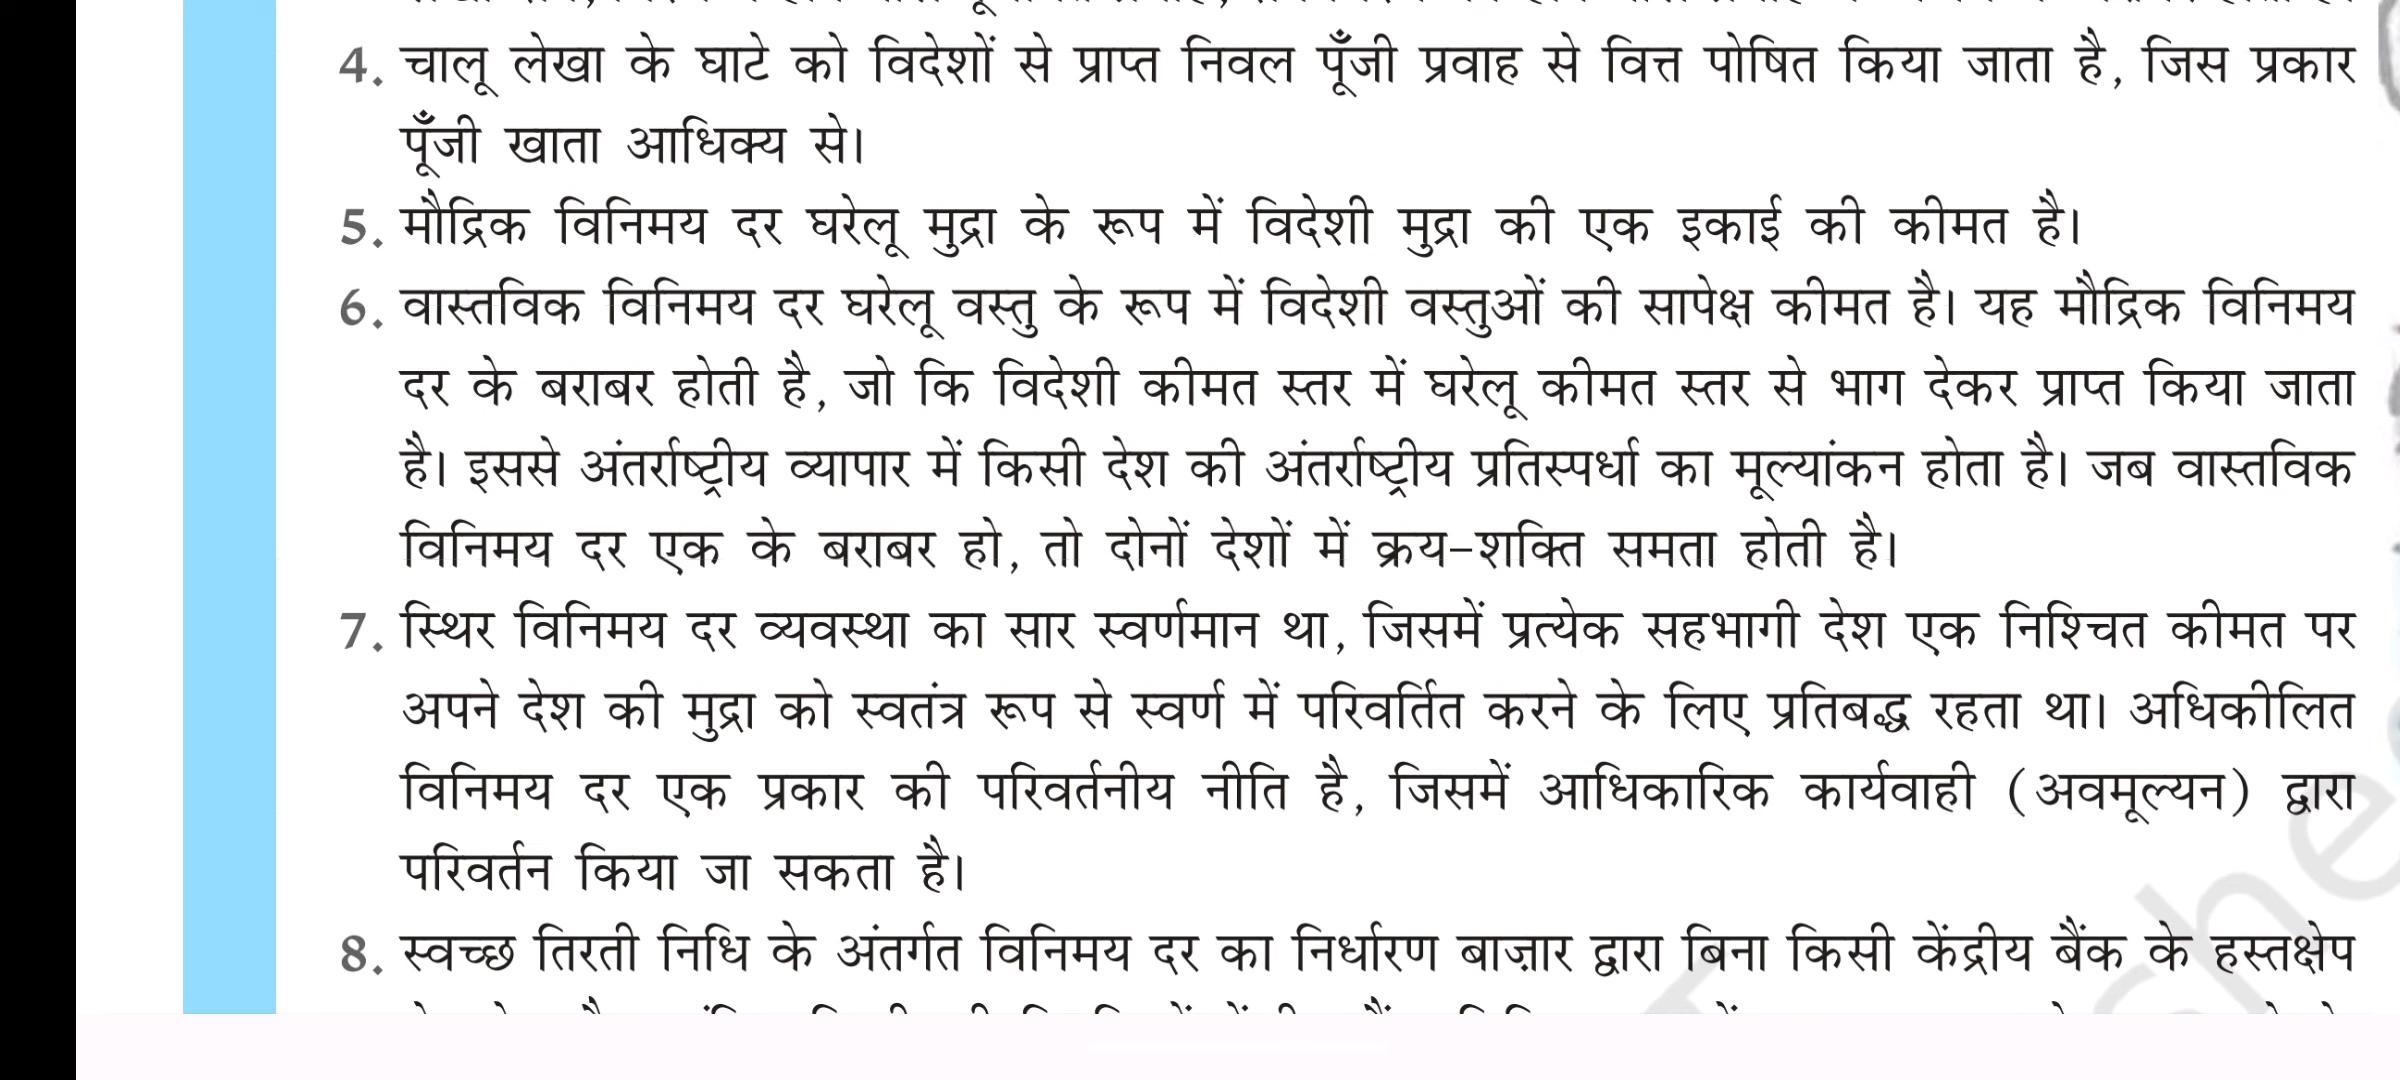 4. चालू लेखा के घाटे को विदेशों से प्राप्त निवल पूँजी प्रवाह से वित्त पोषित किया जाता है, जिस प्रकार
पूँजी खाता आधिक्य से।
5. मौद्रिक विनिमय दर घरेलू मुद्रा के रूप में विदेशी मुद्रा की एक इकाई की कीमत है।
6. वास्तविक विनिमय दर घरेलू वस्तु के रूप में विदेशी वस्तुओं की सापेक्ष कीमत है। यह मौद्रिक विनिमय
दर के बराबर होती है, जो कि विदेशी कीमत स्तर में घरेलू कीमत स्तर से भाग देकर प्राप्त किया जाता
है। इससे अंतर्राष्ट्रीय व्यापार में किसी देश की अंतर्राष्ट्रीय प्रतिस्पर्धा का मूल्यांकन होता है। जब वास्तविक
विनिमय दर एक के बराबर हो, तो दोनों देशों में क्रय-शक्ति समता होती है।
7. स्थिर विनिमय दर व्यवस्था का सार स्वर्णमान था, जिसमें प्रत्येक सहभागी देश एक निश्चित कीमत पर
अपने देश की मुद्रा को स्वतंत्र रूप से स्वर्ण में परिवर्तित करने के लिए प्रतिबद्ध रहता था। अधिकीलित
विनिमय दर एक प्रकार की परिवर्तनीय नीति है, जिसमें आधिकारिक कार्यवाही (अवमूल्यन) द्वारा
परिवर्तन किया जा सकता है।
8. स्वच्छ तिरती निधि के अंतर्गत विनिमय दर का निर्धारण बाज़ार द्वारा बिना किसी केंद्रीय बैंक के हस्तक्षेप